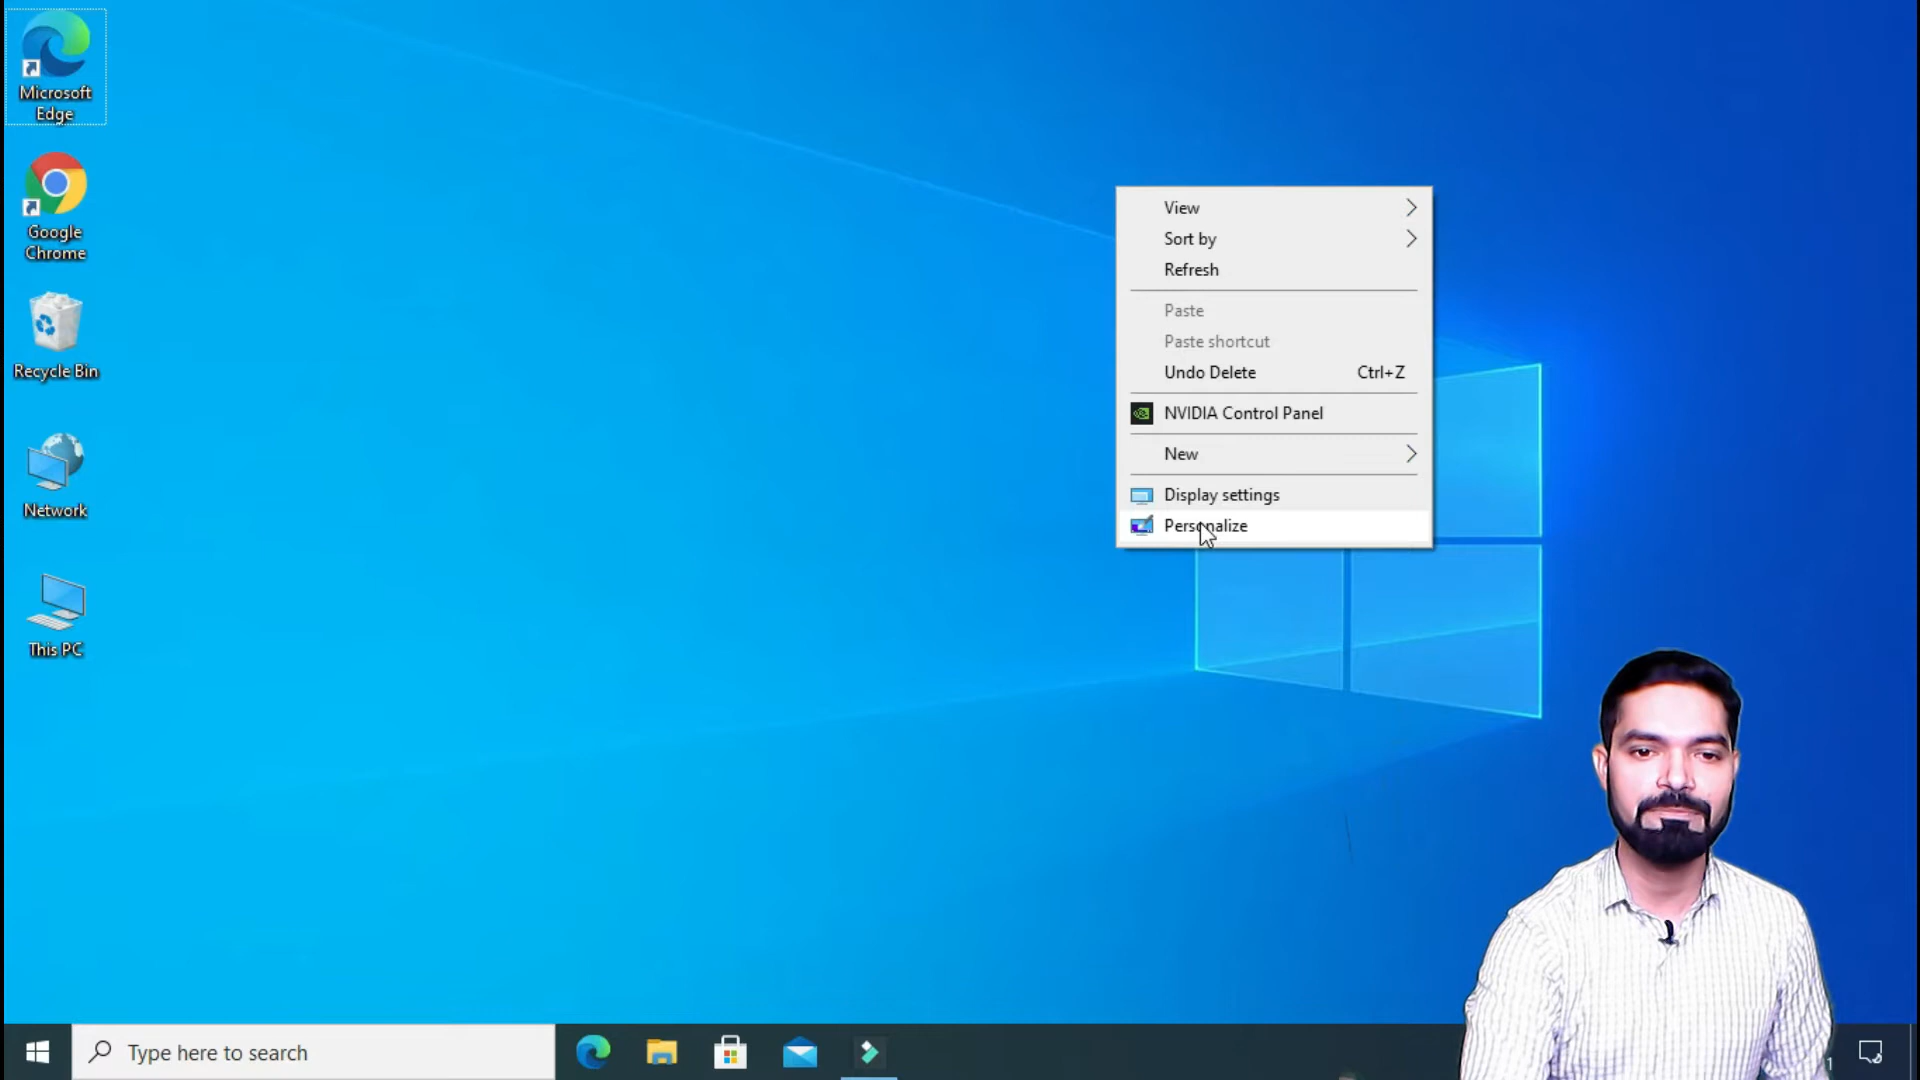 Microsoft
Edge
Google
Chrome
Recycle Bin
Network
This PC
View
Sort by
Refresh
Paste
Paste shortcut
Undo Delete Ctrl+Z
NVIDIA Control Panel
New
Display settings
Personalize
Type here to search